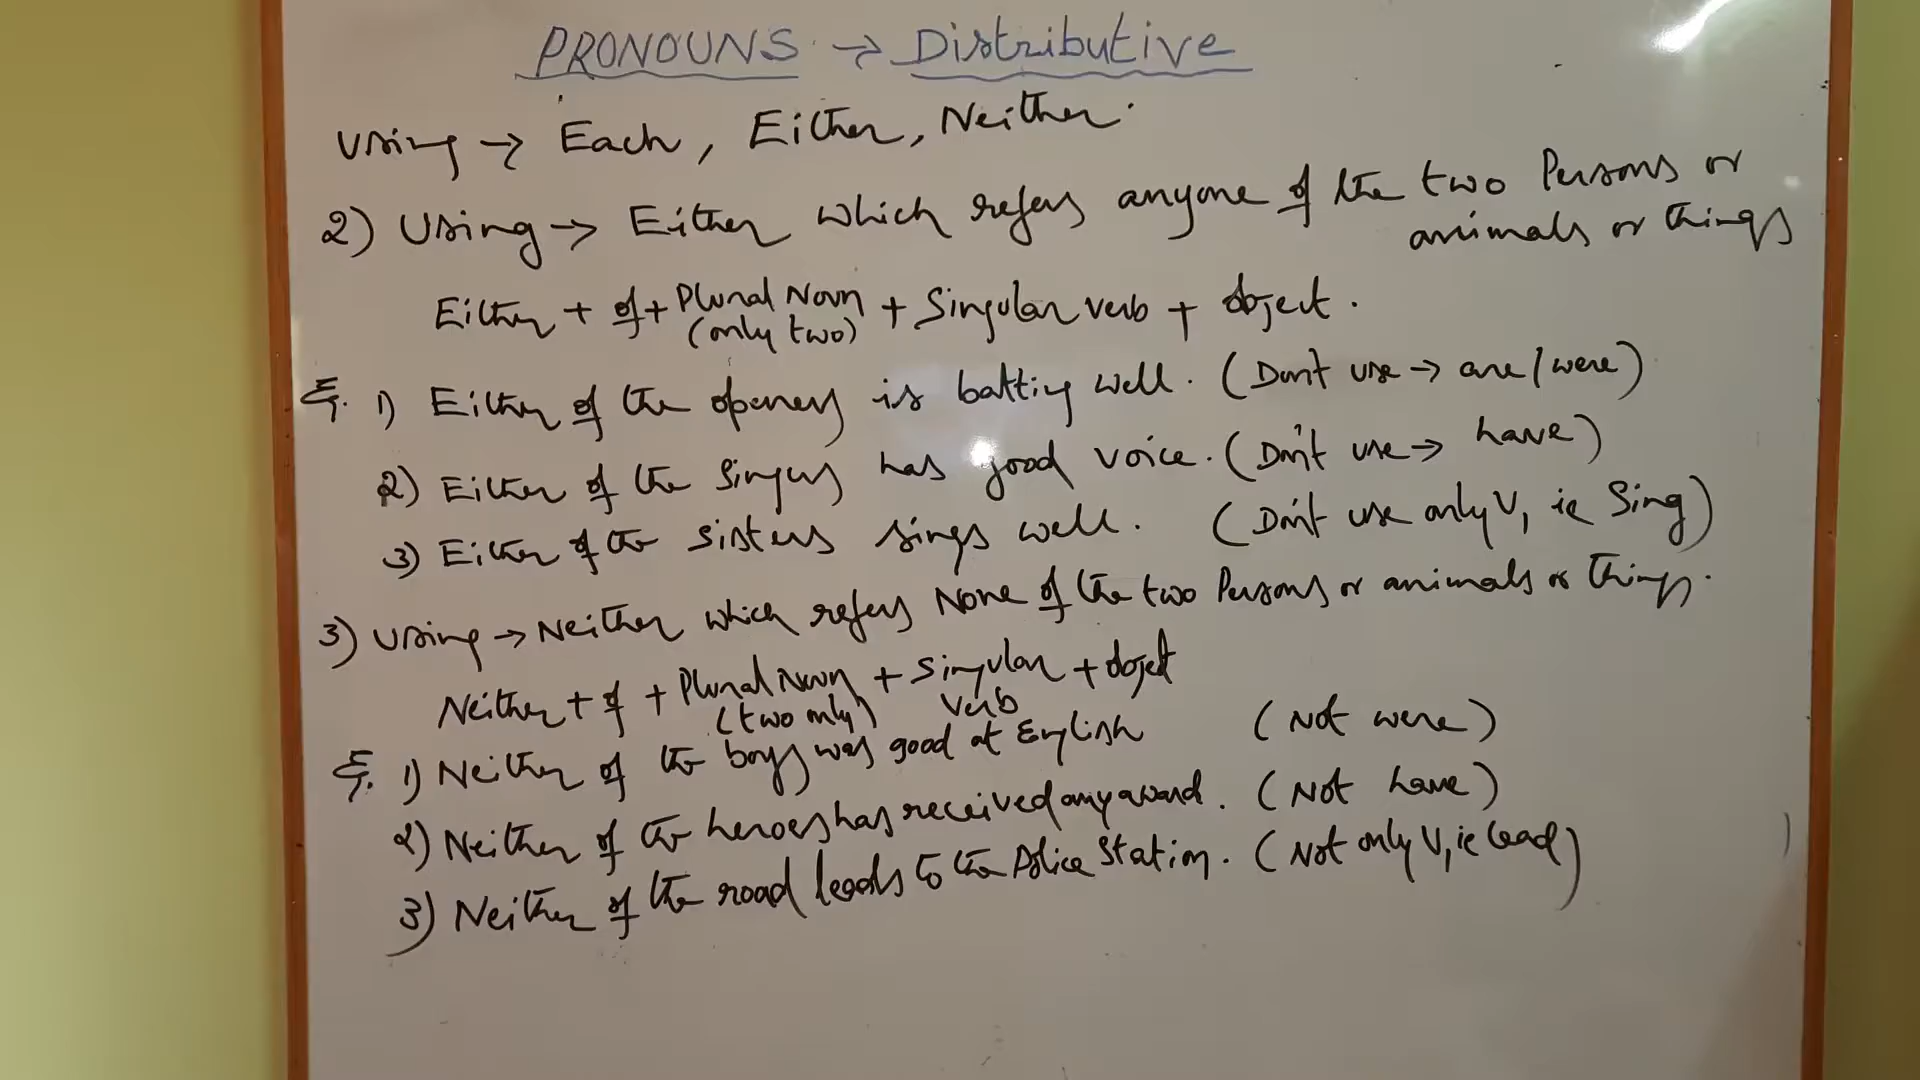 PRONOUNS → Distributive
Using → Each, Either, Neither.
2) Using → Either which refers anyone of the two Persons or
animals or things
Either + of + Plural Noun + Singular verb + object.
(only two)
Eg. 1) Either of the openers is batting well. (Don't use → are/were)
2) Either of the singers has good voice. (Don't use → have)
3) Either of the sisters sings well. (Don't use only V1 ie Sing)
3) Using → Neither which refers None of the two Persons or animals or things.
Neither + of + Plural Noun + Singular + object
(two only) verb
Eg. 1) Neither of the boys was good at English (Not were)
2) Neither of the heroes has received any award. (Not have)
3) Neither of the road leads to the Police Station. (Not only V1 ie lead)